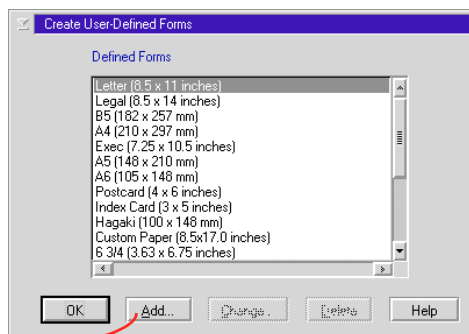 Create User-Defined Forms
Defined Forms
Letter (8.5 x 11 inches)
Legal (8.5 x 14 inches)
B5 (182 x 257 mm)
A4 (210 x 297 mm)
Exec (7.25 x 10.5 inches)
A5 (148 x 210 mm)
A6 (105 x 148 mm)
Postcard (4 x 6 inches)
Index Card (3 x 5 inches)
Hagaki (100 x 148 mm)
Custom Paper (8.5x17.0 inches)
6 3/4 (3.63 x 6.75 inches)
OK Add... Change... Delete Help